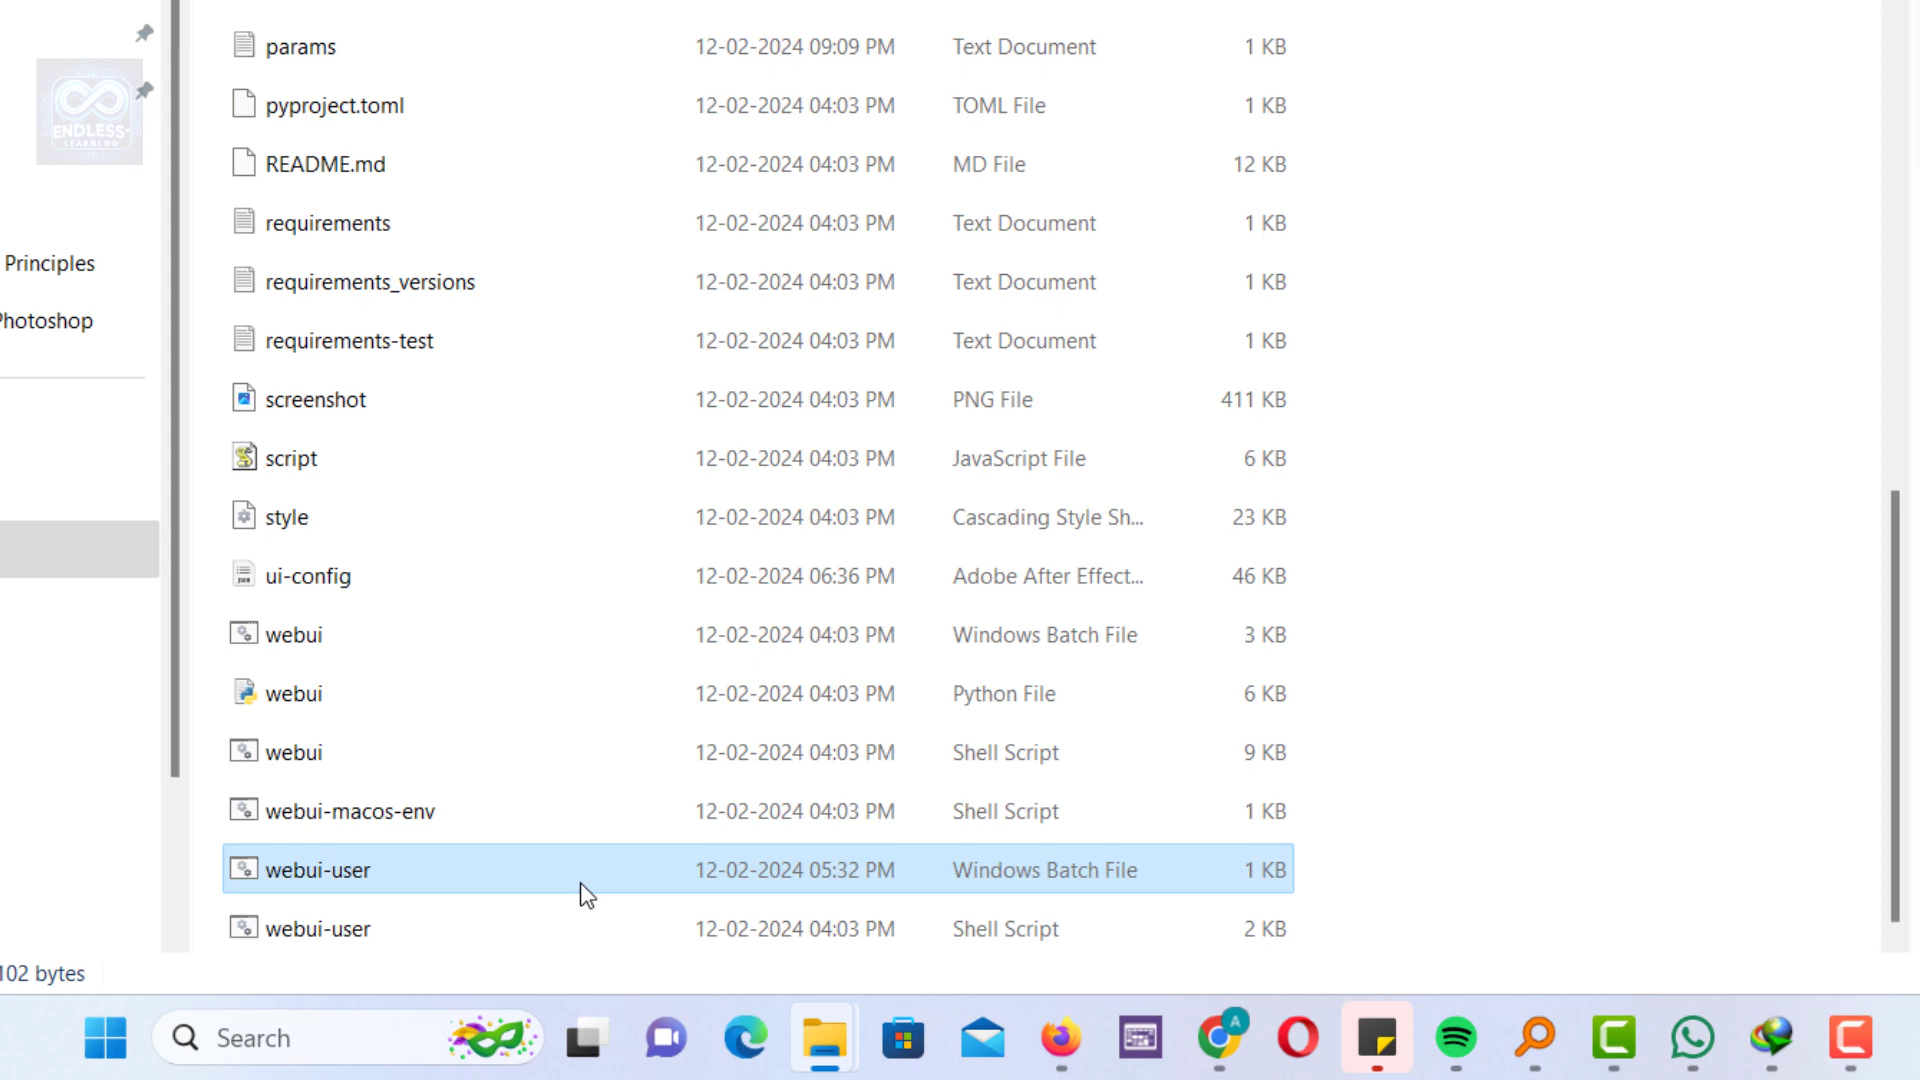 params 12-02-2024 09:09 PM Text Document 1 KB
pyproject.toml 12-02-2024 04:03 PM TOML File 1 KB
README.md 12-02-2024 04:03 PM MD File 12 KB
requirements 12-02-2024 04:03 PM Text Document 1 KB
requirements_versions 12-02-2024 04:03 PM Text Document 1 KB
requirements-test 12-02-2024 04:03 PM Text Document 1 KB
screenshot 12-02-2024 04:03 PM PNG File 411 KB
script 12-02-2024 04:03 PM JavaScript File 6 KB
style 12-02-2024 04:03 PM Cascading Style Sh... 23 KB
ui-config 12-02-2024 06:36 PM Adobe After Effect... 46 KB
webui 12-02-2024 04:03 PM Windows Batch File 3 KB
webui 12-02-2024 04:03 PM Python File 6 KB
webui 12-02-2024 04:03 PM Shell Script 9 KB
webui-macos-env 12-02-2024 04:03 PM Shell Script 1 KB
webui-user 12-02-2024 05:32 PM Windows Batch File 1 KB
webui-user 12-02-2024 04:03 PM Shell Script 2 KB
ENDLESS
LEARNING
Principles
Photoshop
102 bytes
Search
A